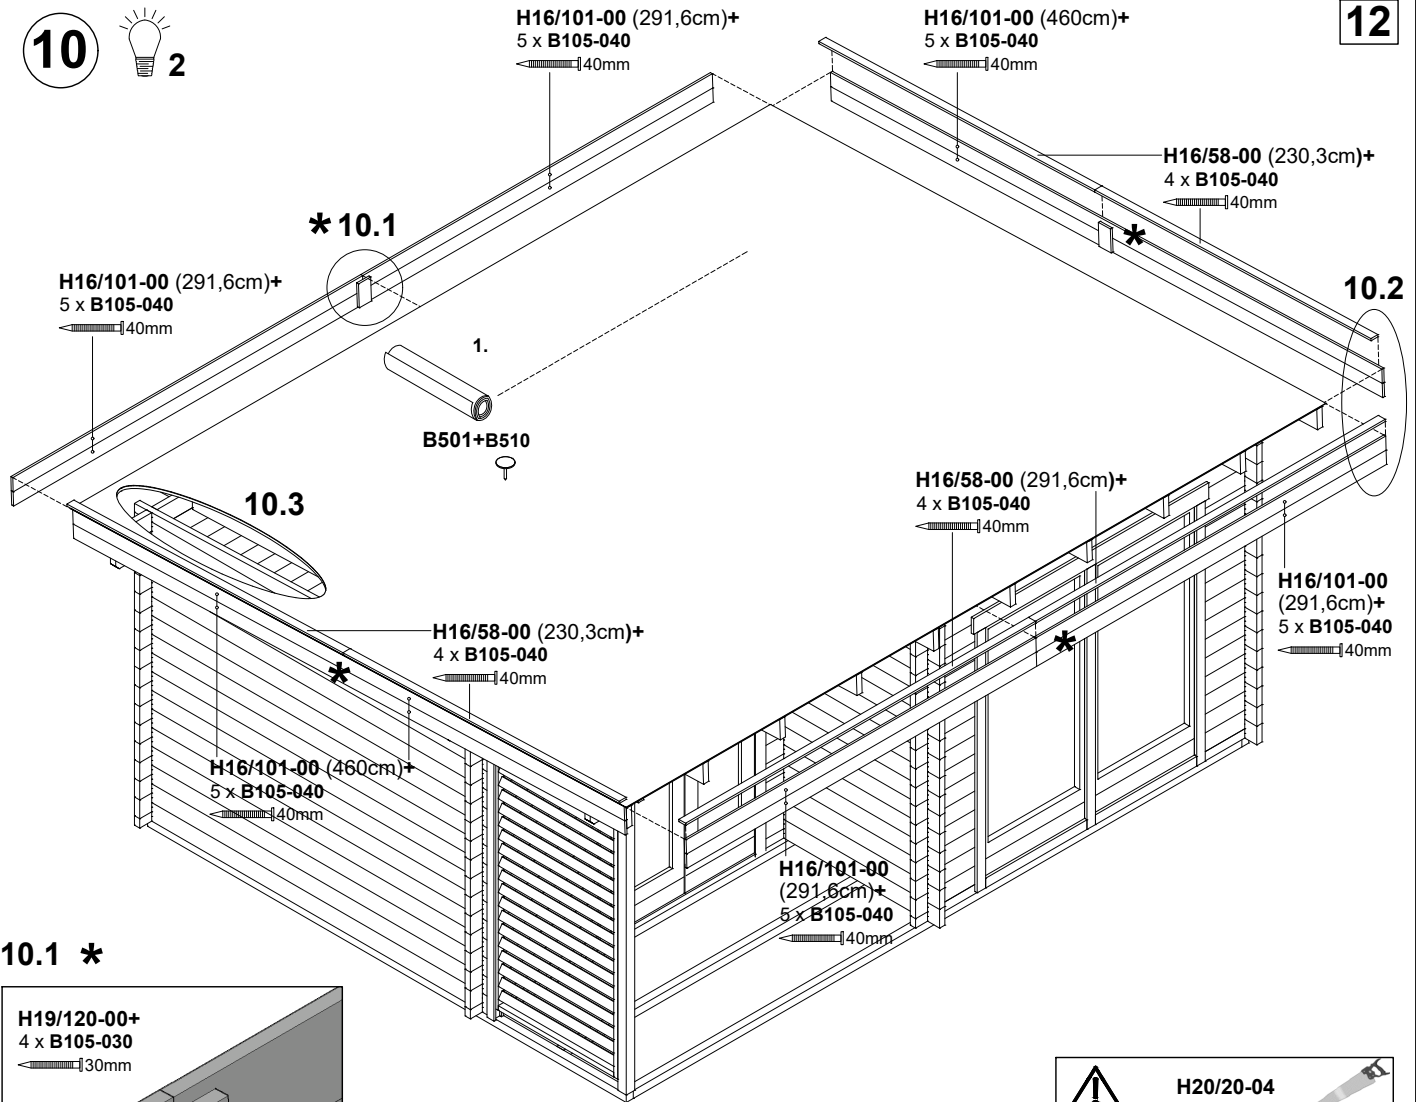 10
2
H16/101-00 (291,6cm)+
5 x B105-040
40mm
H16/101-00 (460cm)+
5 x B105-040
40mm
12
H16/58-00 (230,3cm)+
4 x B105-040
40mm
* 10.1
*
H16/101-00 (291,6cm)+
5 x B105-040
40mm
10.2
1.
B501+B510
10.3
H16/58-00 (291,6cm)+
4 x B105-040
40mm
H16/101-00
(291,6cm)+
5 x B105-040
40mm
H16/58-00 (230,3cm)+
4 x B105-040
40mm
*
*
H16/101-00 (460cm)+
5 x B105-040
40mm
H16/101-00
(291,6cm)+
5 x B105-040
40mm
10.1 *
H19/120-00+
4 x B105-030
30mm
H20/20-04